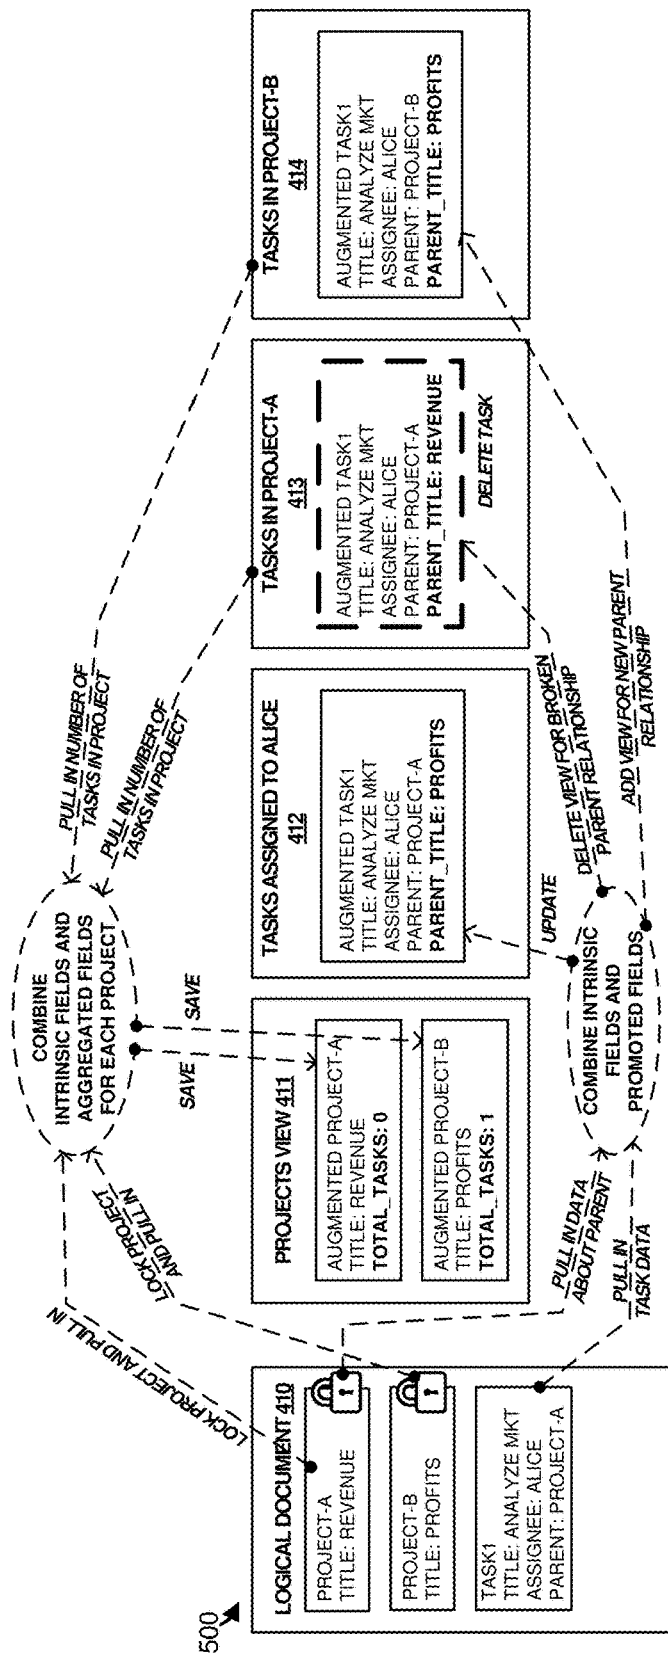 500
LOGICAL DOCUMENT 410
PROJECT-A
TITLE: REVENUE
PROJECT-B
TITLE: PROFITS
TASK1
TITLE: ANALYZE MKT
ASSIGNEE: ALICE
PARENT: PROJECT-A
LOCK PROJECT AND PULL IN
LOCK PROJECT
AND PULL IN
PULL IN DATA
ABOUT PARENT
PULL IN
TASK DATA
COMBINE
INTRINSIC FIELDS AND
AGGREGATED FIELDS
FOR EACH PROJECT
SAVE
SAVE
PROJECTS VIEW 411
AUGMENTED PROJECT-A
TITLE: REVENUE
TOTAL_TASKS: 0
AUGMENTED PROJECT-B
TITLE: PROFITS
TOTAL_TASKS: 1
COMBINE INTRINSIC
FIELDS AND
PROMOTED FIELDS
TASKS ASSIGNED TO ALICE
412
AUGMENTED TASK1
TITLE: ANALYZE MKT
ASSIGNEE: ALICE
PARENT: PROJECT-A
PARENT_TITLE: PROFITS
UPDATE
PULL IN NUMBER OF
TASKS IN PROJECT
PULL IN NUMBER OF
TASKS IN PROJECT
TASKS IN PROJECT-A
413
AUGMENTED TASK1
TITLE: ANALYZE MKT
ASSIGNEE: ALICE
PARENT: PROJECT-A
PARENT_TITLE: REVENUE
DELETE TASK
DELETE VIEW FOR BROKEN
PARENT RELATIONSHIP
ADD VIEW FOR NEW PARENT
RELATIONSHIP
TASKS IN PROJECT-B
414
AUGMENTED TASK1
TITLE: ANALYZE MKT
ASSIGNEE: ALICE
PARENT: PROJECT-B
PARENT_TITLE: PROFITS